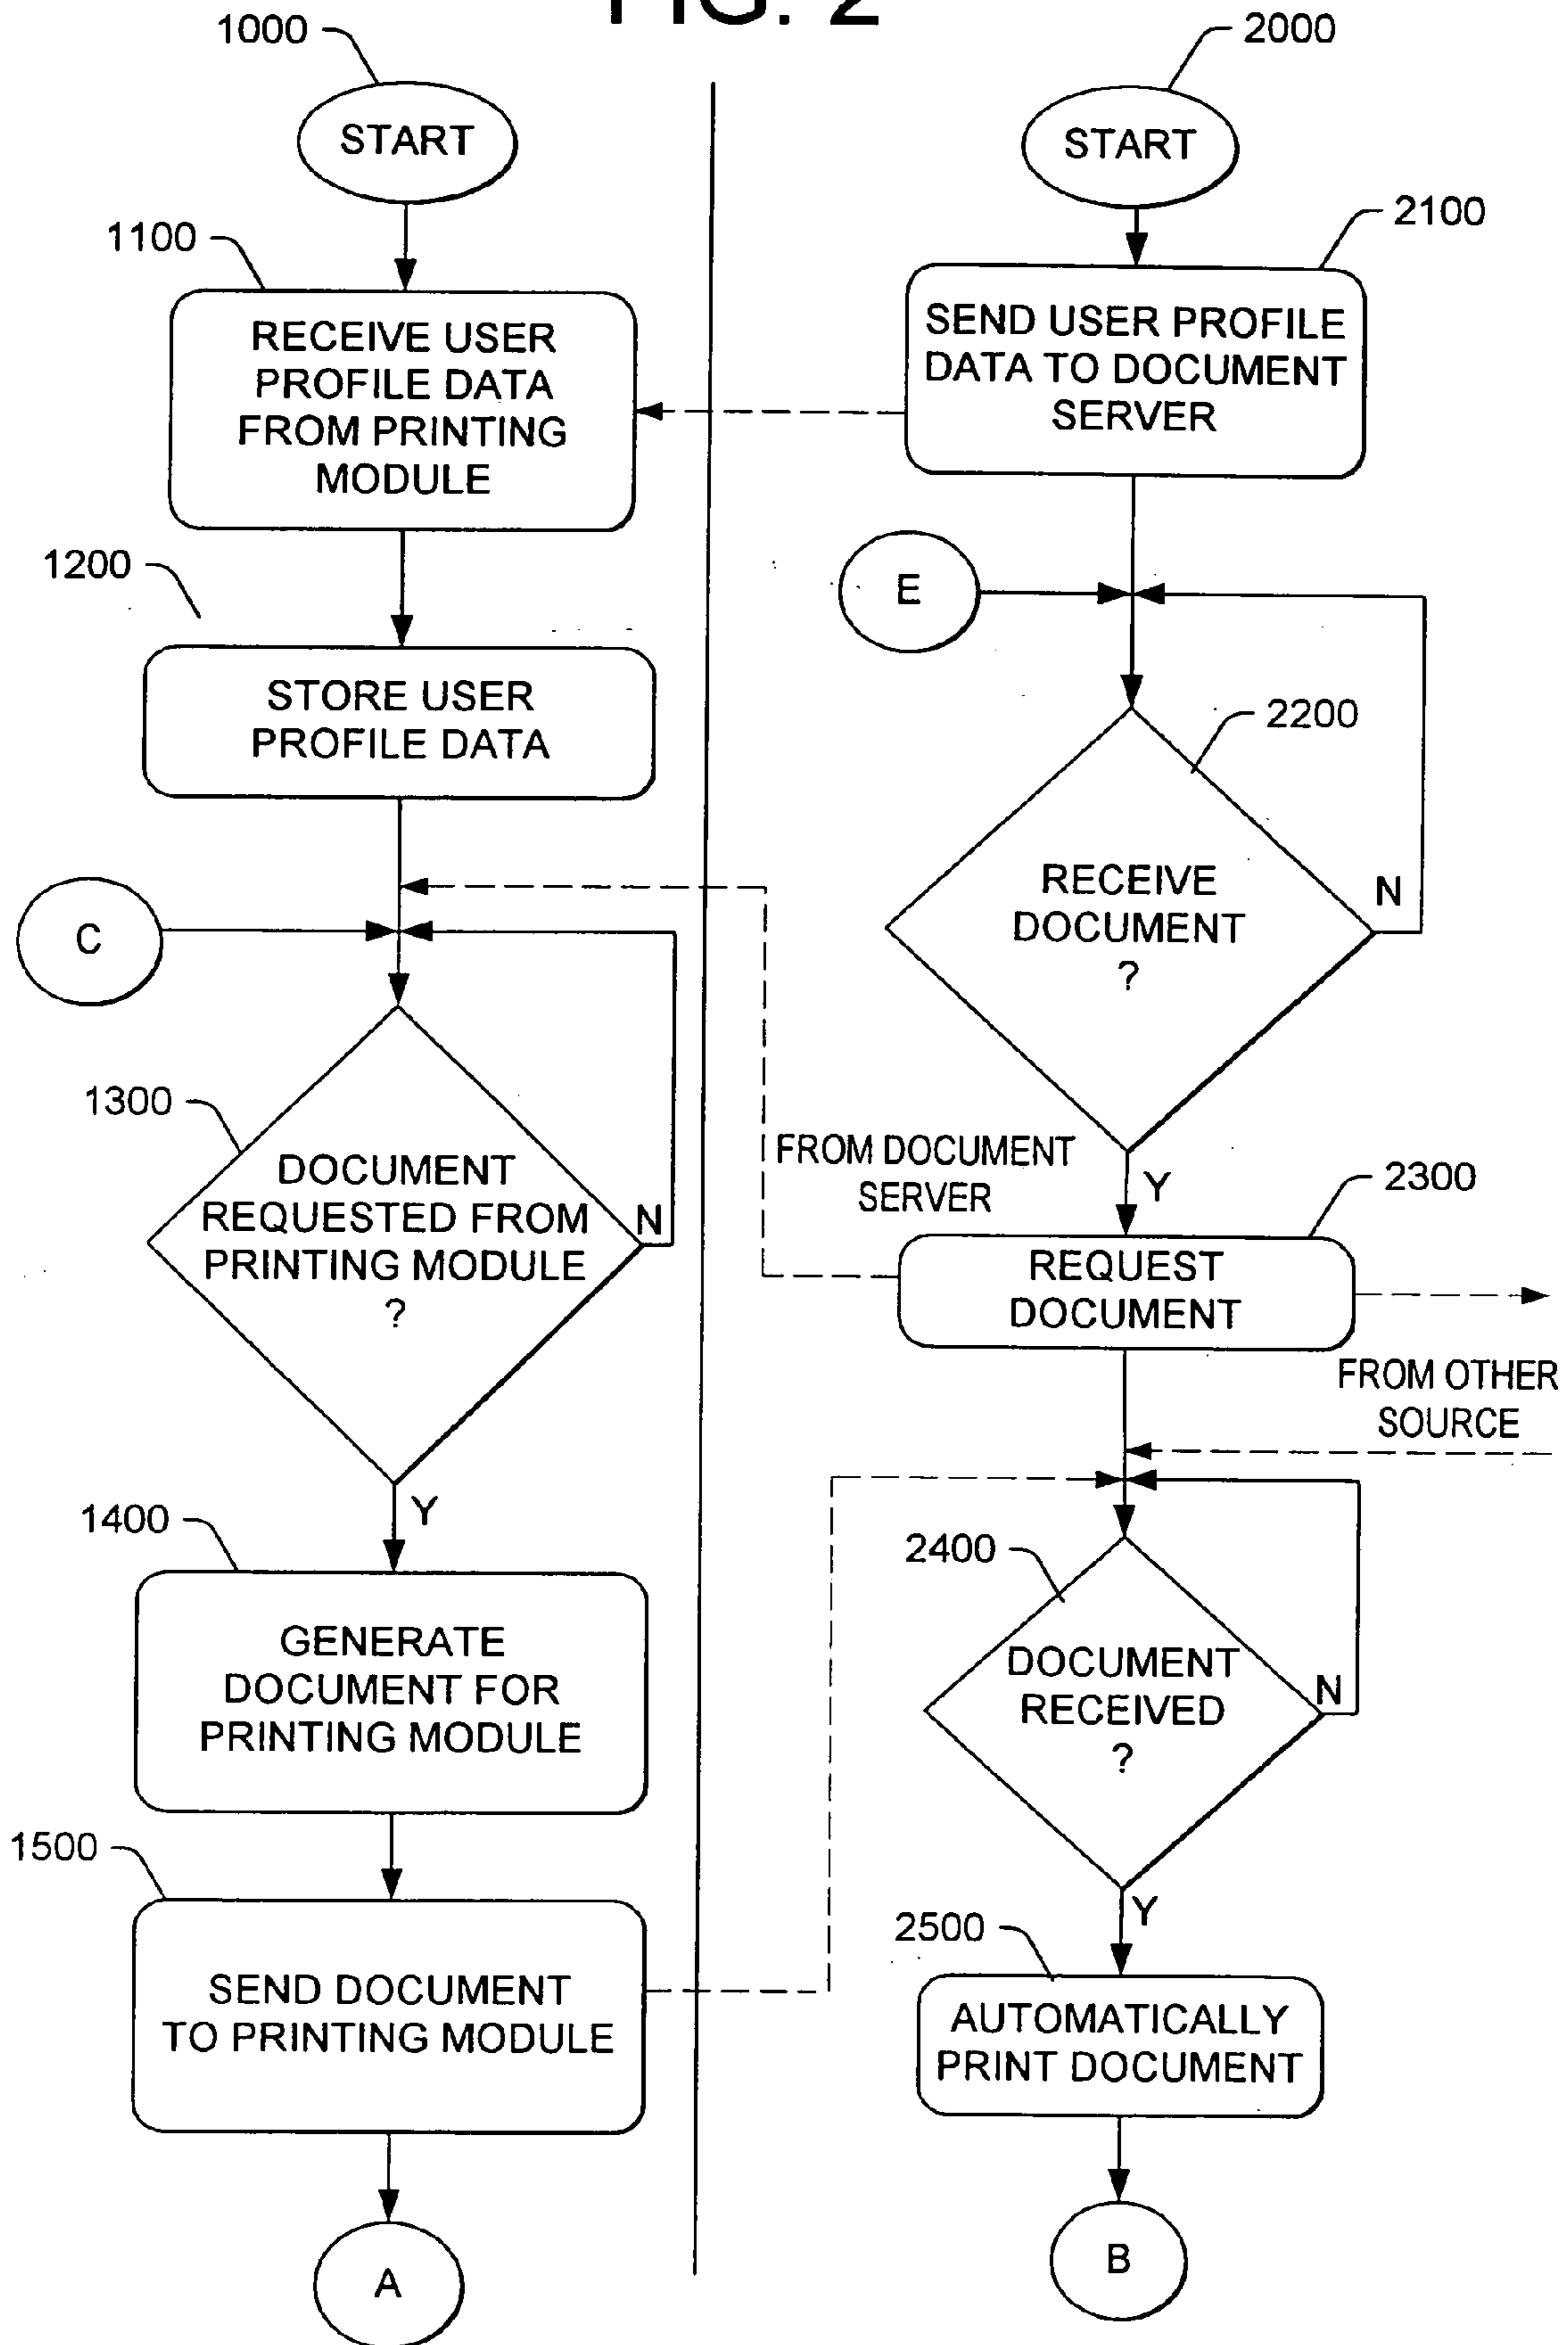 FIG. 2
1000
START
1100
RECEIVE USER
PROFILE DATA
FROM PRINTING
MODULE
1200
STORE USER
PROFILE DATA
C
1300
DOCUMENT
REQUESTED FROM
PRINTING MODULE
?
N
Y
1400
GENERATE
DOCUMENT FOR
PRINTING MODULE
1500
SEND DOCUMENT
TO PRINTING MODULE
A
2000
START
2100
SEND USER PROFILE
DATA TO DOCUMENT
SERVER
E
2200
RECEIVE
DOCUMENT
?
N
Y
FROM DOCUMENT
SERVER
2300
REQUEST
DOCUMENT
FROM OTHER
SOURCE
2400
DOCUMENT
RECEIVED
?
N
Y
2500
AUTOMATICALLY
PRINT DOCUMENT
B